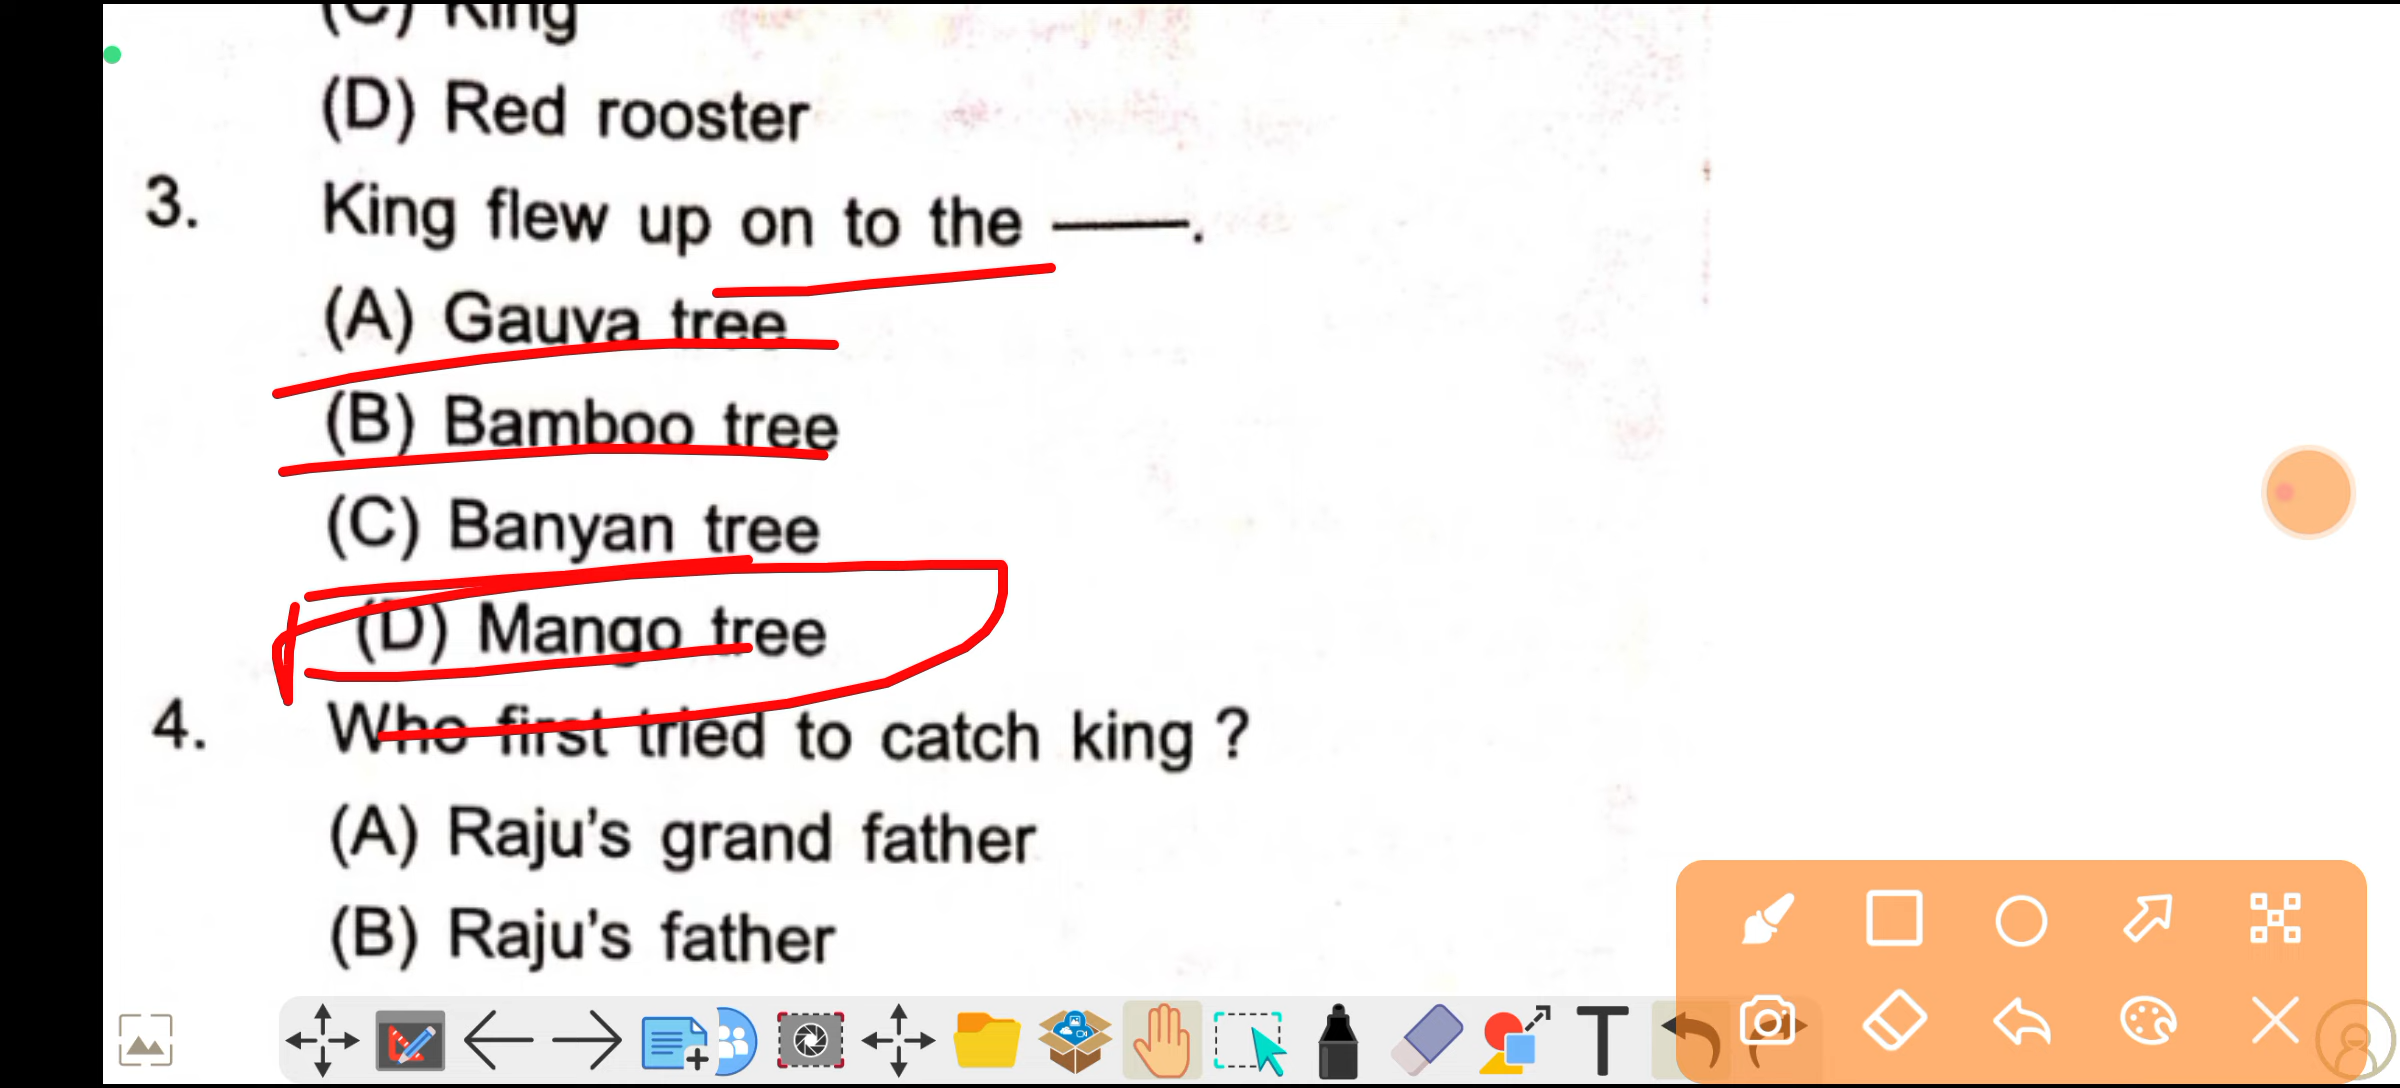 (C) King
(D) Red rooster
3. King flew up on to the ——.
(A) Gauva tree
(B) Bamboo tree
(C) Banyan tree
(D) Mango tree
4. Who first tried to catch king ?
(A) Raju's grand father
(B) Raju's father